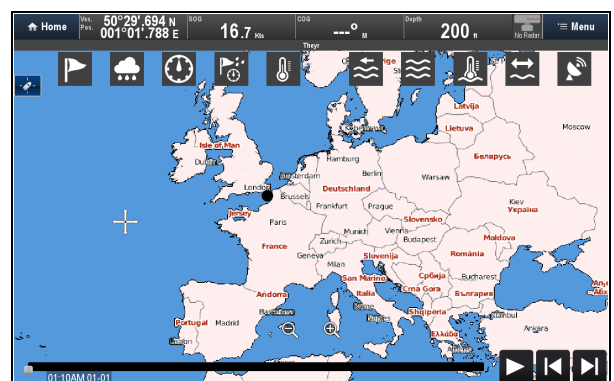 Home
Ves. Pos. 50°29'.694 N
001°01'.788 E
SOG
16.7 Kts
COG
---° M
Depth
200 ft
No Radar
Menu
Theyr
Latvija
Moscow
Lietuva
Isle of Man
Беларусь
Dublin
Hamburg
Berlin
Amsterdam
Warsaw
London
Deutschland
Brussels
Kiev
Frankfurt
Prague
Україна
Jersey
Slovensko
Paris
Munich
Vienna
Moldova
Zurich
Budapest
France
Geneva
Slovenija
România
Milan
San Marino
Србија
Bucharest
Andorra
Italia
Crna Gora
България
Barcelona
Rome
Shqipëria
Istanbul
Portugal
Madrid
Ελλάδα
Ankara
Lisbon
01:10AM 01-01